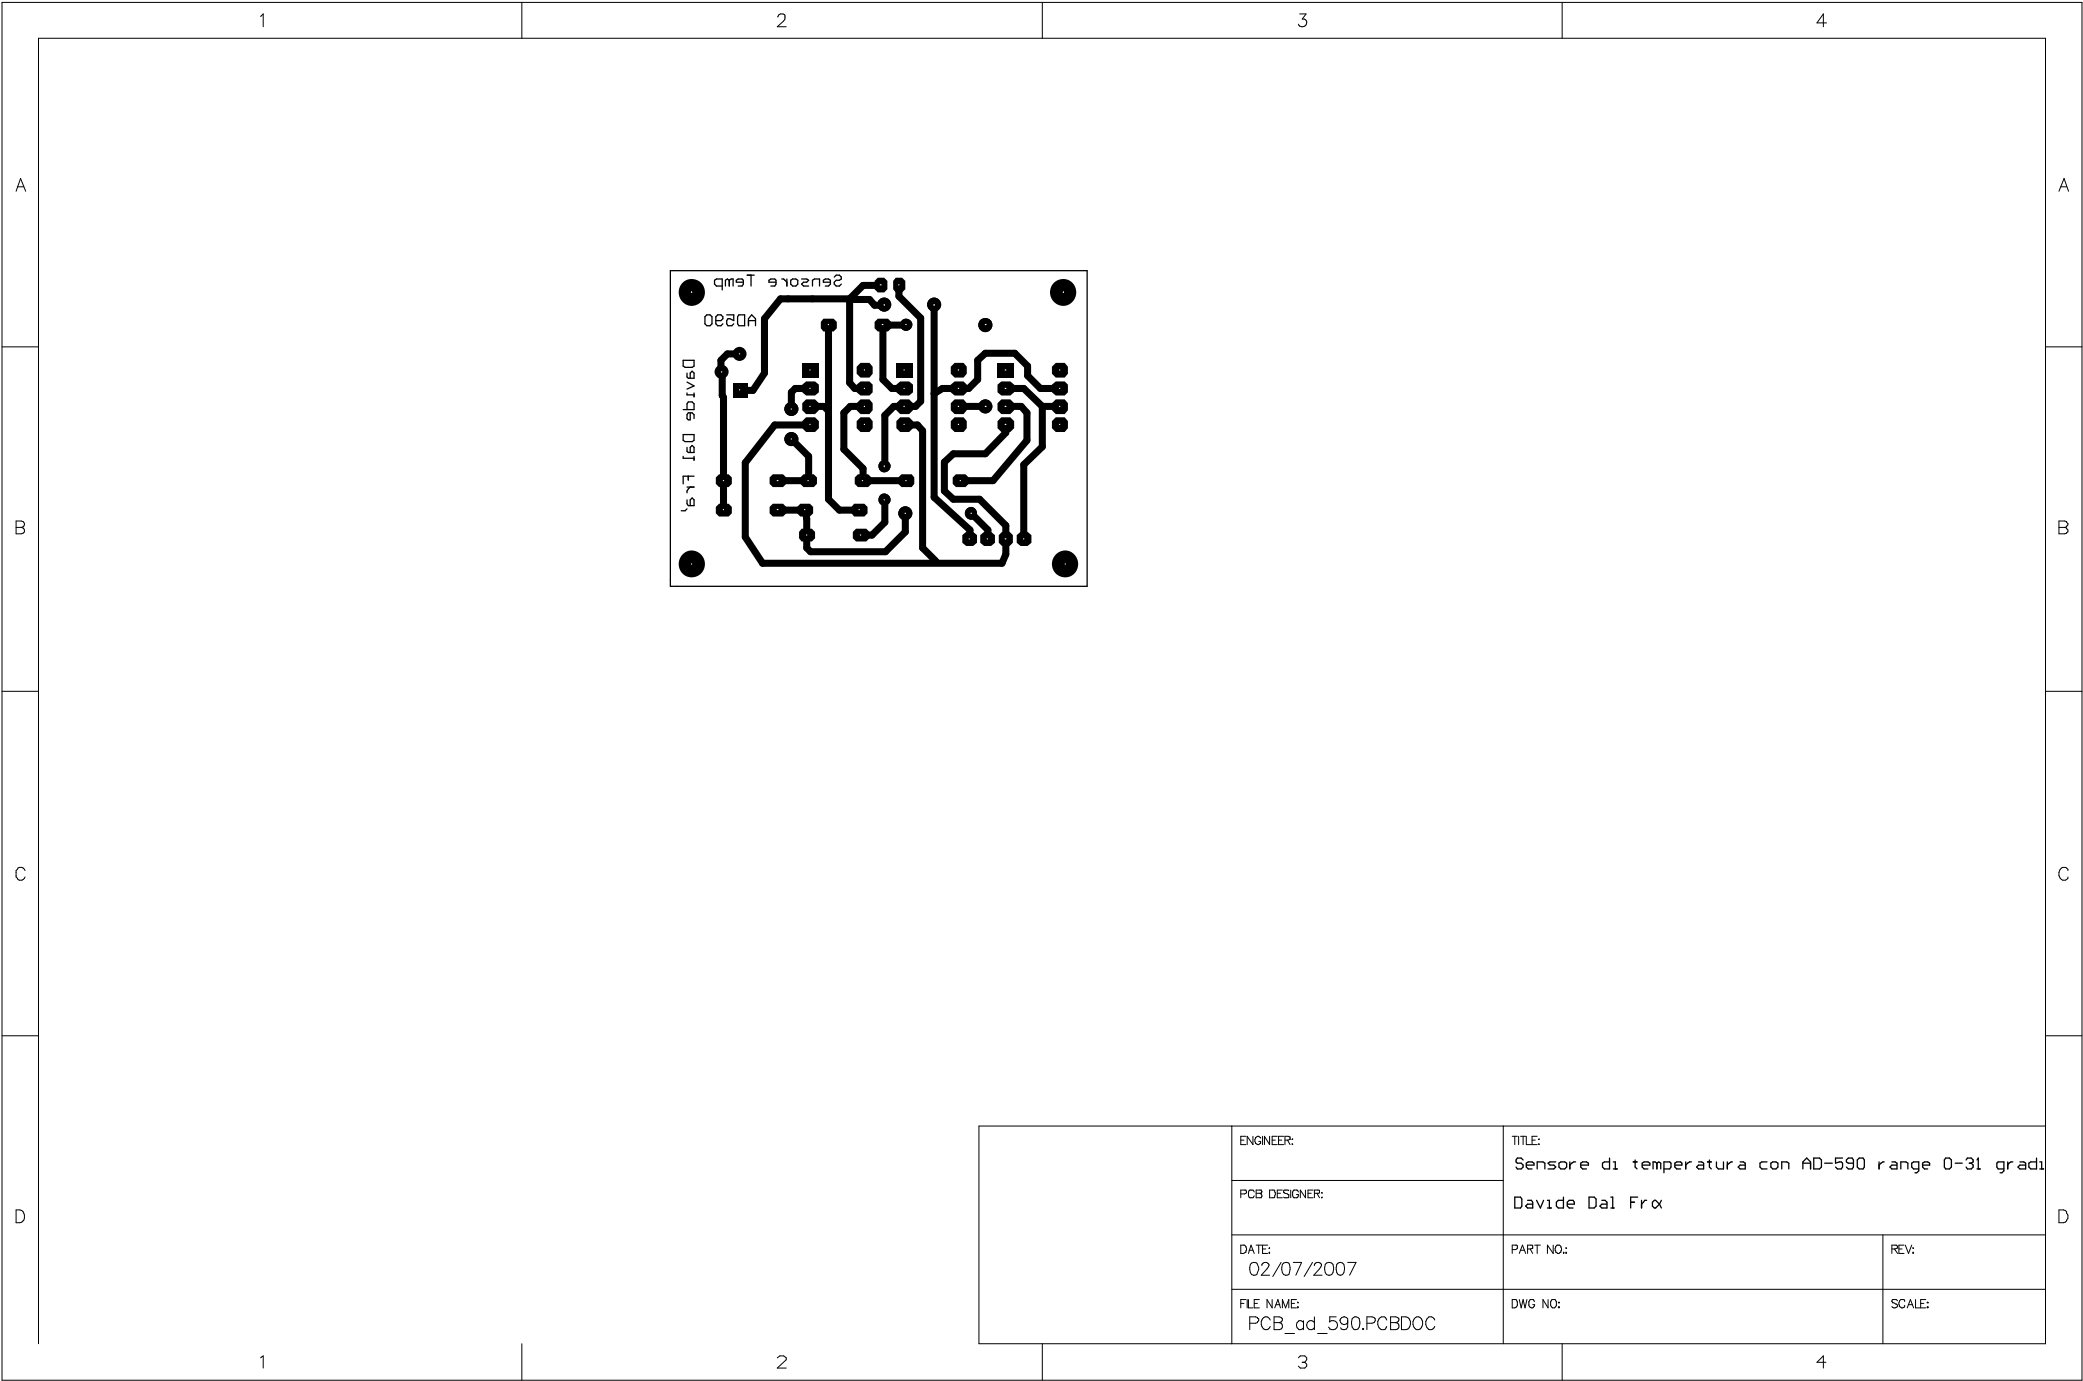 1 2 3 4
A A
Sensore Temp
AD590
Davide Dal Fra'
B B
C C
ENGINEER:
TITLE:
Sensore di temperatura con AD-590 range 0-31 gradi
PCB DESIGNER:
Davide Dal Frα
D D
DATE:
02/07/2007
PART NO.:
REV:
FILE NAME:
PCB_ad_590.PCBDOC
DWG NO:
SCALE:
1 2 3 4